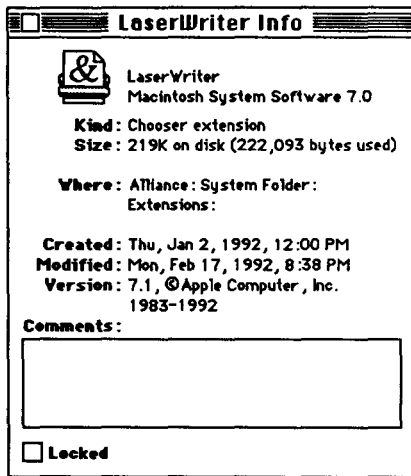 LaserWriter Info
&
LaserWriter
Macintosh System Software 7.0
Kind: Chooser extension
Size: 219K on disk (222,093 bytes used)
Where: Alliance: System Folder:
Extensions:
Created: Thu, Jan 2, 1992, 12:00 PM
Modified: Mon, Feb 17, 1992, 8:38 PM
Version: 7.1, ©Apple Computer, Inc.
1983-1992
Comments:
Locked